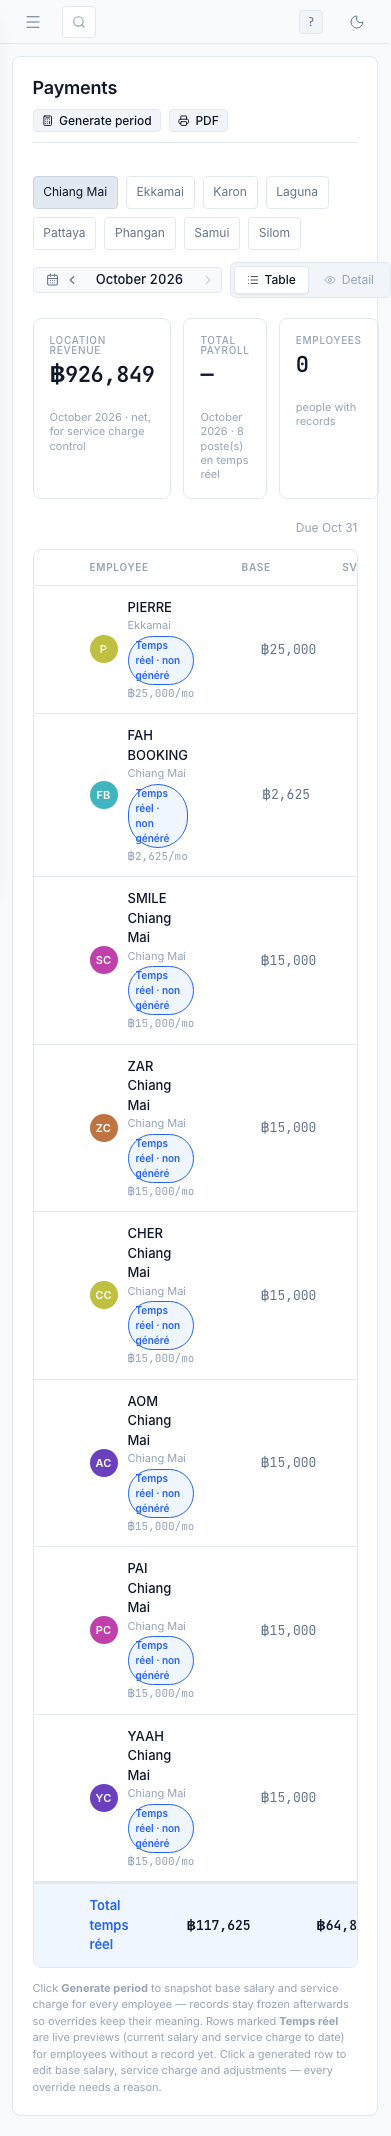 ?
Payments
Generate period PDF
Chiang Mai Ekkamai Karon Laguna
Pattaya Phangan Samui Silom
October 2026 Table Detail
LOCATION
REVENUE
฿926,849
October 2026 · net,
for service charge
control
TOTAL
PAYROLL
—
October
2026 · 8
poste(s)
en temps
réel
EMPLOYEES
0
people with
records
Due Oct 31
EMPLOYEE BASE SV
PIERRE
Ekkamai
P
Temps
réel · non
généré
฿25,000/mo
฿25,000
FAH
BOOKING
Chiang Mai
FB
Temps
réel ·
non
généré
฿2,625/mo
฿2,625
SMILE
Chiang
Mai
Chiang Mai
SC
Temps
réel · non
généré
฿15,000/mo
฿15,000
ZAR
Chiang
Mai
Chiang Mai
ZC
Temps
réel · non
généré
฿15,000/mo
฿15,000
CHER
Chiang
Mai
Chiang Mai
CC
Temps
réel · non
généré
฿15,000/mo
฿15,000
AOM
Chiang
Mai
Chiang Mai
AC
Temps
réel · non
généré
฿15,000/mo
฿15,000
PAI
Chiang
Mai
Chiang Mai
PC
Temps
réel · non
généré
฿15,000/mo
฿15,000
YAAH
Chiang
Mai
Chiang Mai
YC
Temps
réel · non
généré
฿15,000/mo
฿15,000
Total
temps
réel
฿117,625 ฿64,8
Click Generate period to snapshot base salary and service
charge for every employee — records stay frozen afterwards
so overrides keep their meaning. Rows marked Temps réel
are live previews (current salary and service charge to date)
for employees without a record yet. Click a generated row to
edit base salary, service charge and adjustments — every
override needs a reason.